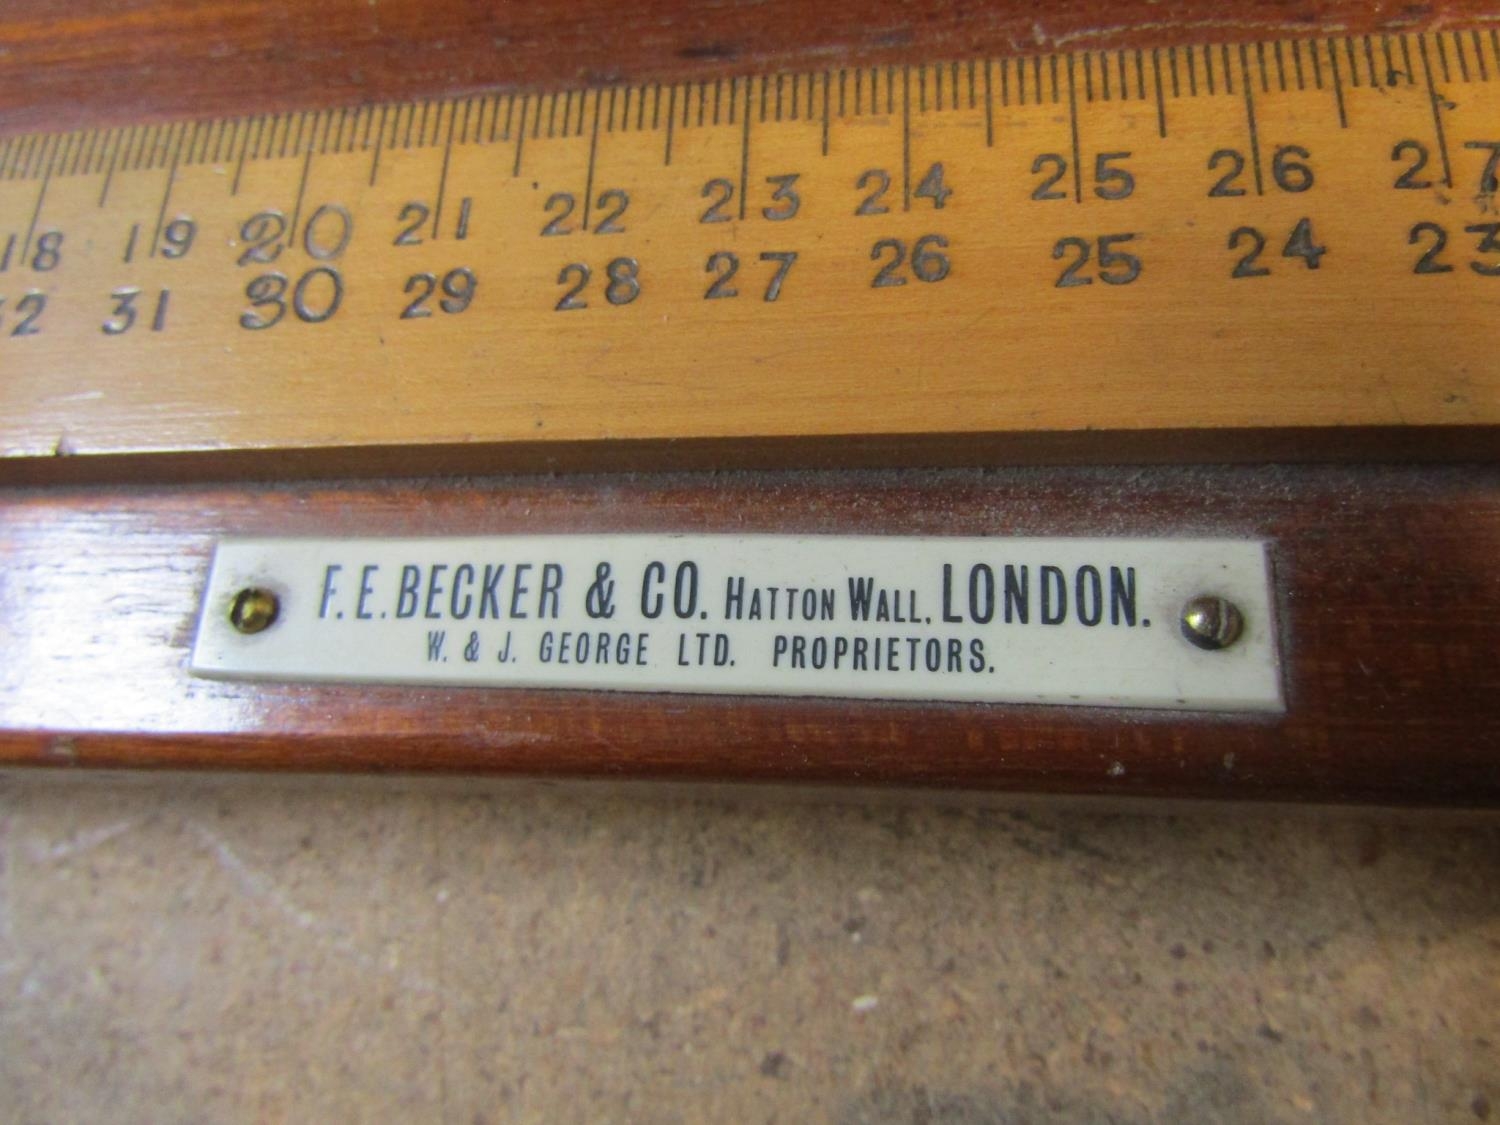 18 19 20 21 22 23 24 25 26 27
32 31 30 29 28 27 26 25 24 23
F. E. BECKER & CO. HATTON WALL, LONDON.
W. & J. GEORGE LTD. PROPRIETORS.